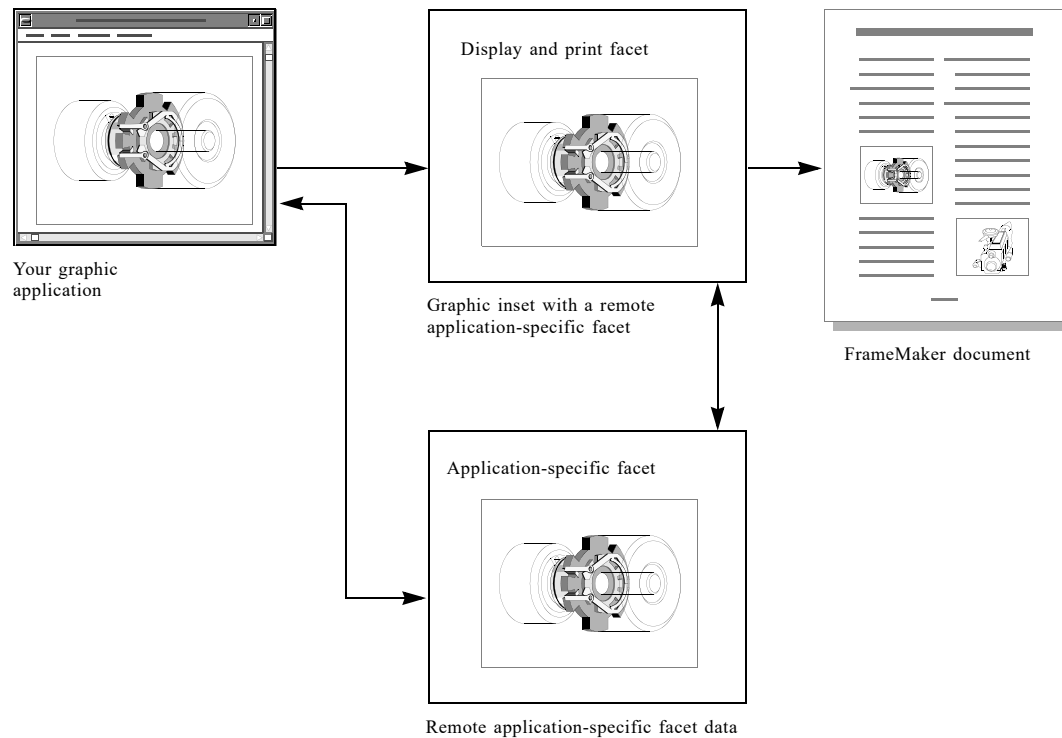 Display and print facet
Your graphic
application
Graphic inset with a remote
application-specific facet
FrameMaker document
Application-specific facet
Remote application-specific facet data